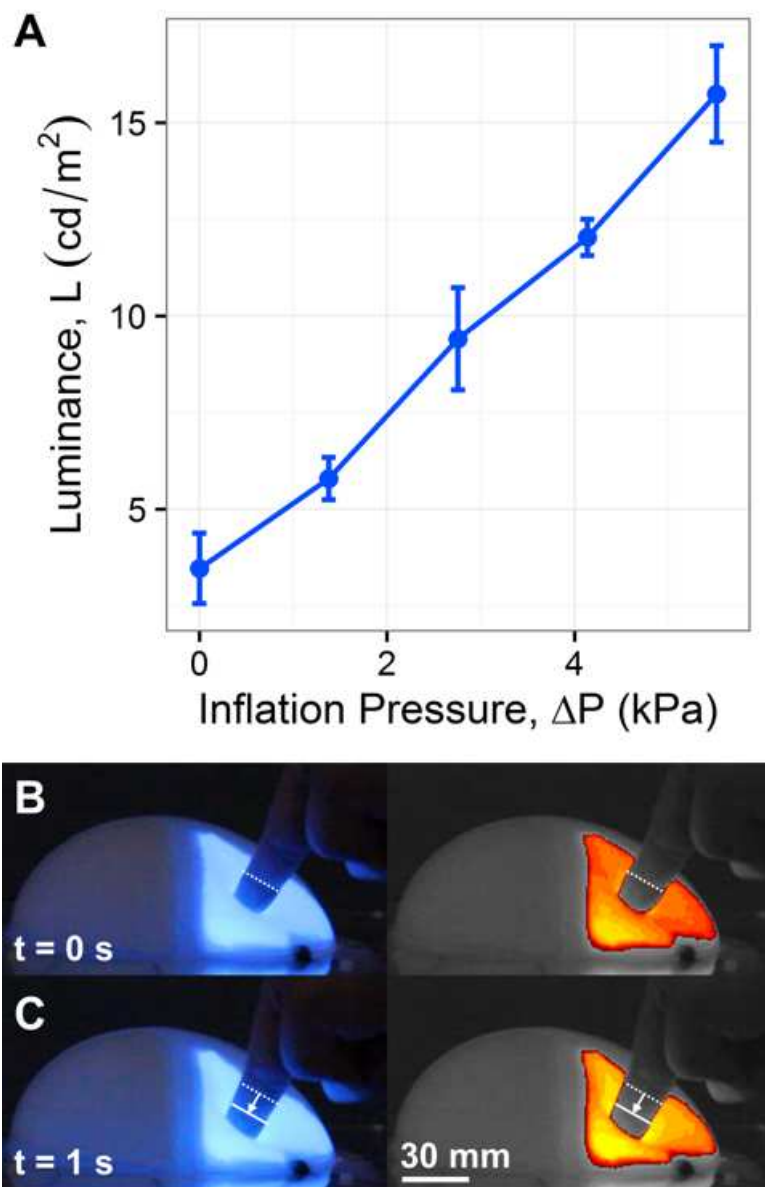 A
Luminance, L (cd/m²)
15
10
5
0 2 4
Inflation Pressure, ΔP (kPa)
B
t = 0 s
C
t = 1 s
30 mm